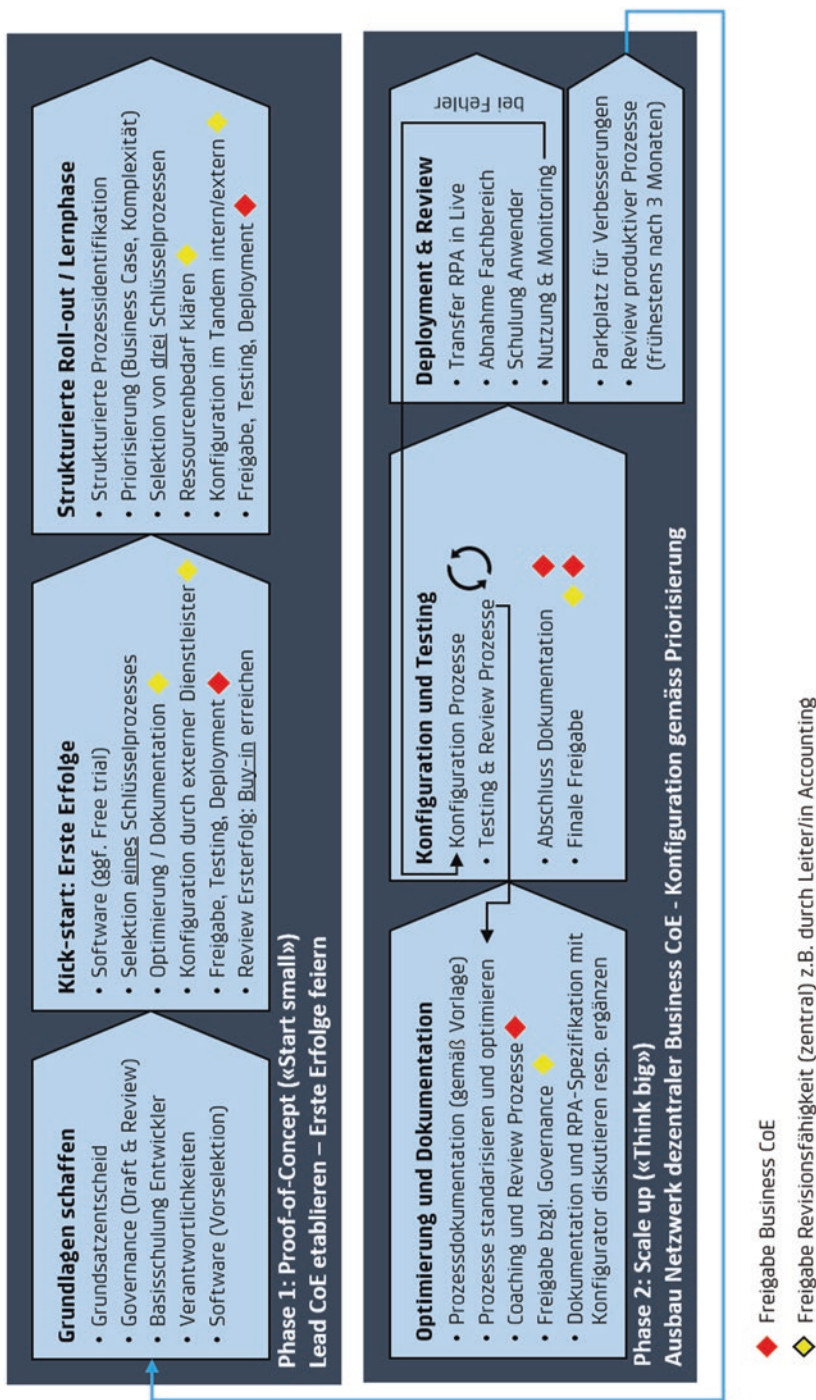 Grundlagen schaffen
• Grundsatzentscheid
• Governance (Draft & Review)
• Basisschulung Entwickler
• Verantwortlichkeiten
• Software (Vorselektion)
Kick-start: Erste Erfolge
• Software (ggf. Free trial)
• Selektion eines Schlüsselprozesses
• Optimierung / Dokumentation
• Konfiguration durch externer Dienstleister
• Freigabe, Testing, Deployment
• Review Ersterfolg: Buy-in erreichen
Strukturierte Roll-out / Lernphase
• Strukturierte Prozessidentifikation
• Priorisierung (Business Case, Komplexität)
• Selektion von drei Schlüsselprozessen
• Ressourcenbedarf klären
• Konfiguration im Tandem intern/extern
• Freigabe, Testing, Deployment
Phase 1: Proof-of-Concept («Start small»)
Lead CoE etablieren – Erste Erfolge feiern
Optimierung und Dokumentation
• Prozessdokumentation (gemäß Vorlage)
• Prozesse standarisieren und optimieren
• Coaching und Review Prozesse
• Freigabe bzgl. Governance
• Dokumentation und RPA-Spezifikation mit
Konfigurator diskutieren resp. ergänzen
Konfiguration und Testing
Konfiguration Prozesse
• Testing & Review Prozesse
• Abschluss Dokumentation
• Finale Freigabe
Deployment & Review
• Transfer RPA in Live
• Abnahme Fachbereich
• Schulung Anwender
• Nutzung & Monitoring
bei Fehler
• Parkplatz für Verbesserungen
• Review produktiver Prozesse
(frühestens nach 3 Monaten)
Phase 2: Scale up («Think big»)
Ausbau Netzwerk dezentraler Business CoE - Konfiguration gemäss Priorisierung
Freigabe Business CoE
Freigabe Revisionsfähigkeit (zentral) z.B. durch Leiter/in Accounting